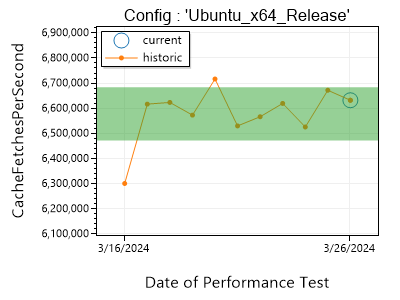 Config : 'Ubuntu_x64_Release'
6,900,000
6,800,000
6,700,000
6,600,000
6,500,000
6,400,000
6,300,000
6,200,000
6,100,000
CacheFetchesPerSecond
current
historic
3/16/2024
3/26/2024
Date of Performance Test